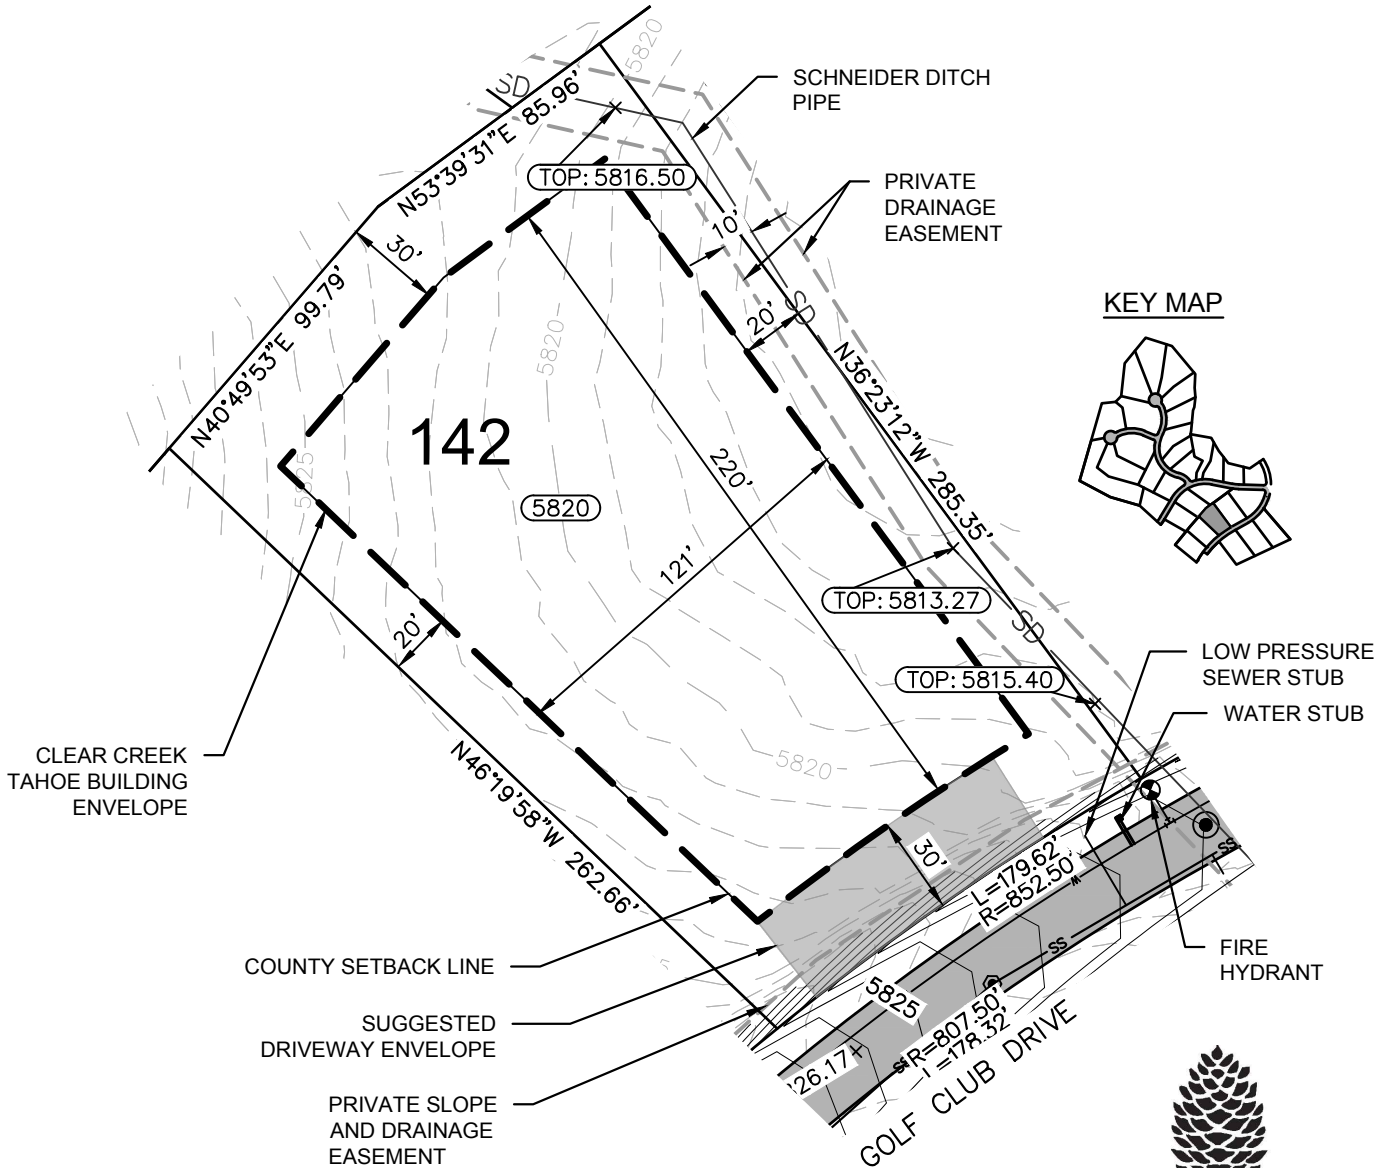 5820
SD
SCHNEIDER DITCH
PIPE
N53°39'31"E 85.96'
TOP: 5816.50
PRIVATE
DRAINAGE
EASEMENT
10'
30'
N40°49'53"E 99.79'
KEY MAP
20'
SD
5820
N36°23'12"W 285.35'
142
5825
220'
5820
121'
TOP: 5813.27
20'
SD
LOW PRESSURE
SEWER STUB
TOP: 5815.40
WATER STUB
CLEAR CREEK
TAHOE BUILDING
ENVELOPE
N46°19'58"W 262.66'
5820
30'
L=179.62'
R=852.50'
W
SS
SS
FIRE
HYDRANT
COUNTY SETBACK LINE
5825
SUGGESTED
DRIVEWAY ENVELOPE
R=807.50'
=178.32'
26.17
GOLF CLUB DRIVE
PRIVATE SLOPE
AND DRAINAGE
EASEMENT